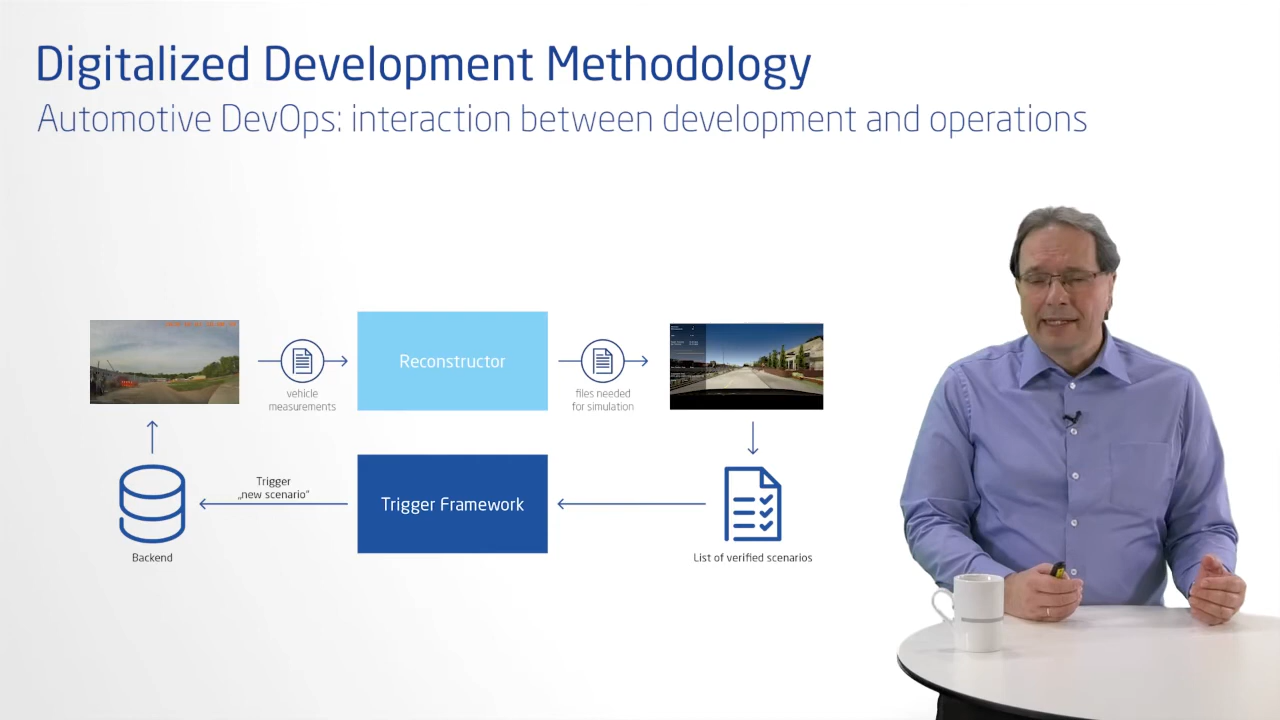 Digitalized Development Methodology
Automotive DevOps: interaction between development and operations
vehicle
measurements
Reconstructor
files needed
for simulation
Trigger
„new scenario“
Trigger Framework
Backend
List of verified scenarios